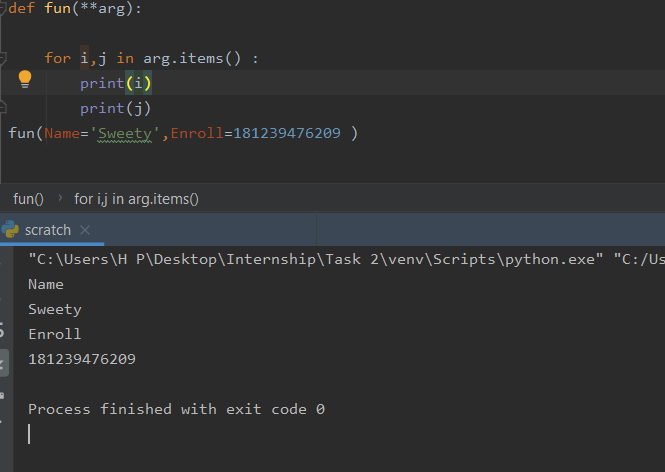 def fun(**arg):
for i,j in arg.items() :
print(i)
print(j)
fun(Name='Sweety',Enroll=181239476209 )
fun() › for i,j in arg.items()
scratch ×
"C:\Users\H P\Desktop\Internship\Task 2\venv\Scripts\python.exe" "C:/Us
Name
Sweety
Enroll
181239476209
Process finished with exit code 0